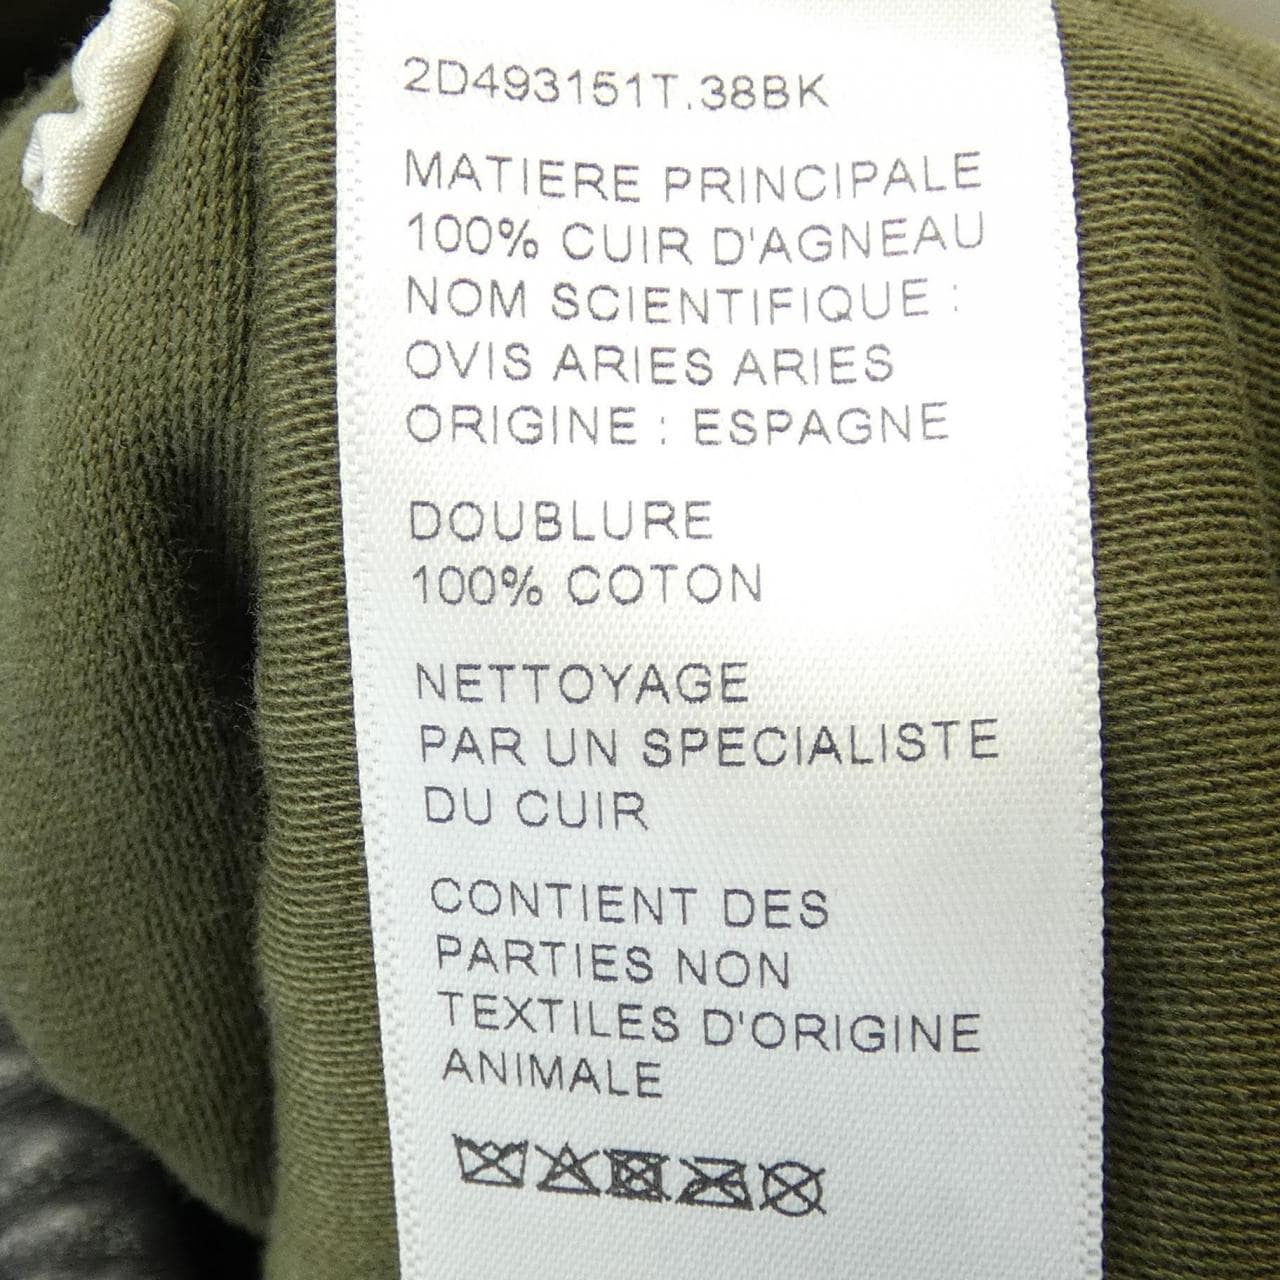 2D493151T.38BK
MATIERE PRINCIPALE
100% CUIR D'AGNEAU
NOM SCIENTIFIQUE :
OVIS ARIES ARIES
ORIGINE : ESPAGNE
DOUBLURE
100% COTON
NETTOYAGE
PAR UN SPECIALISTE
DU CUIR
CONTIENT DES
PARTIES NON
TEXTILES D'ORIGINE
ANIMALE